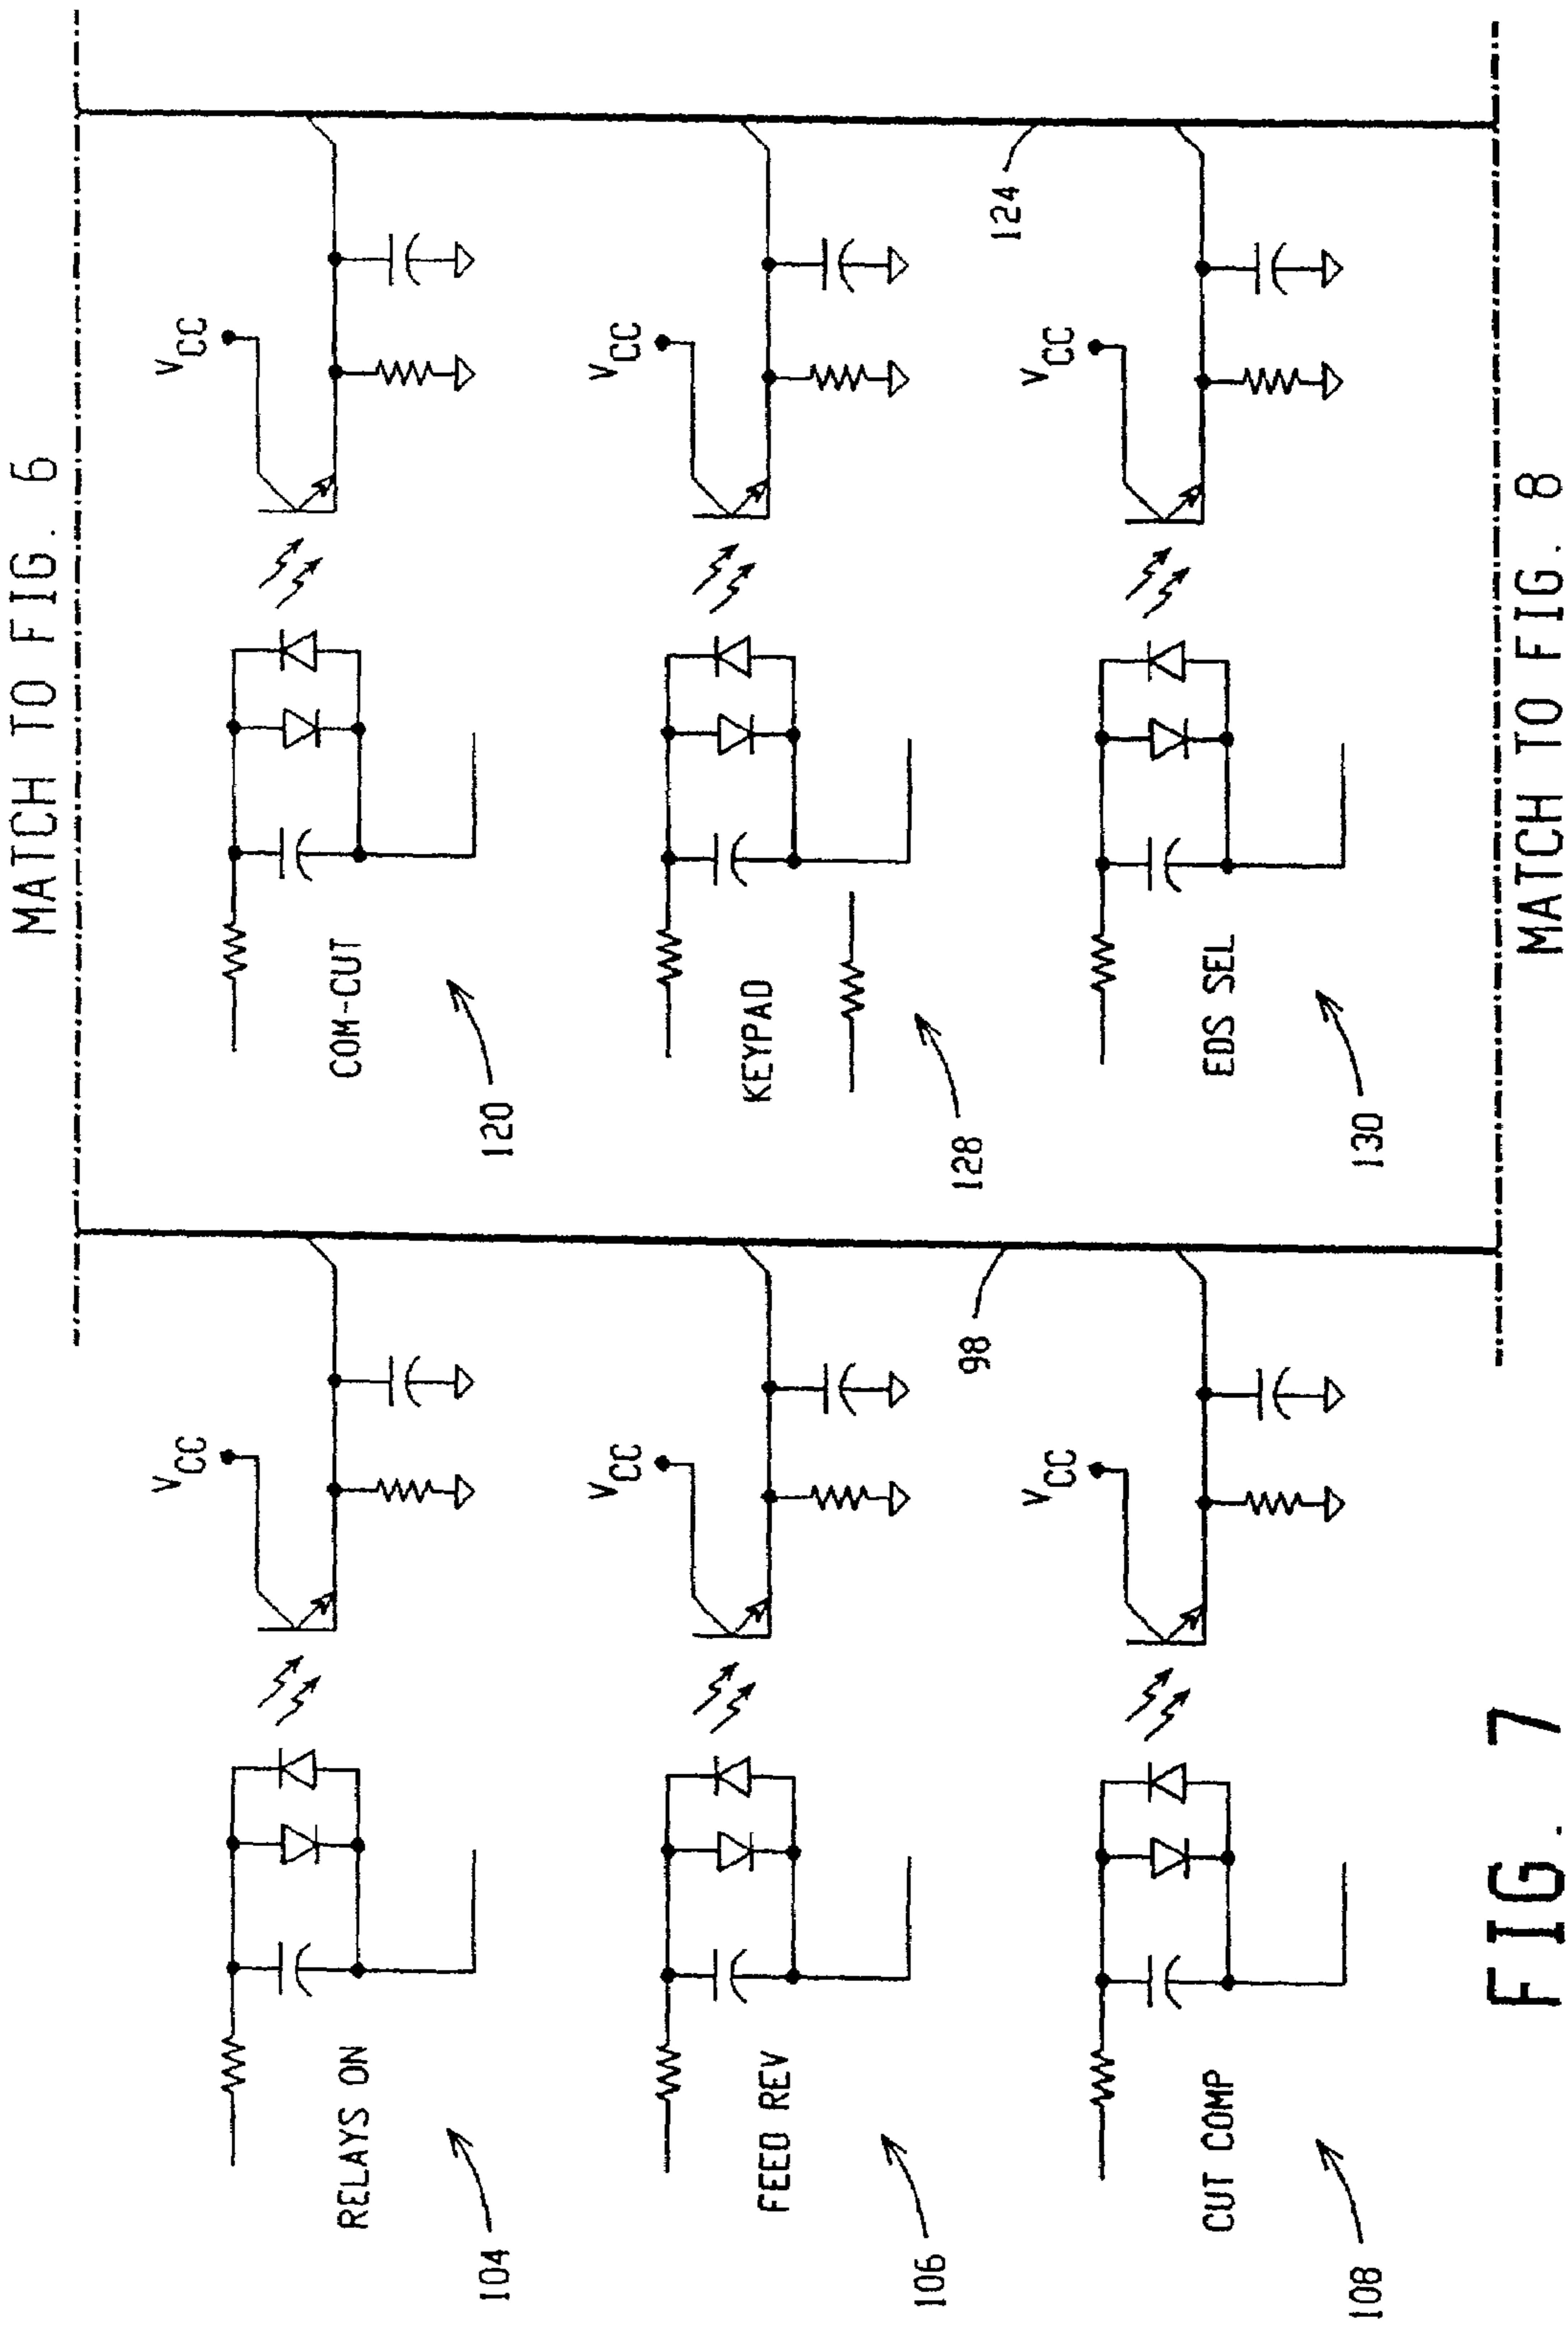 MATCH TO FIG. 6
VCC
VCC
RELAYS ON
COM-CUT
104
120
VCC
VCC
FEED REV
KEYPAD
106
98
128
124
VCC
VCC
CUT COMP
EDS SEL
108
130
FIG. 7
MATCH TO FIG. 8